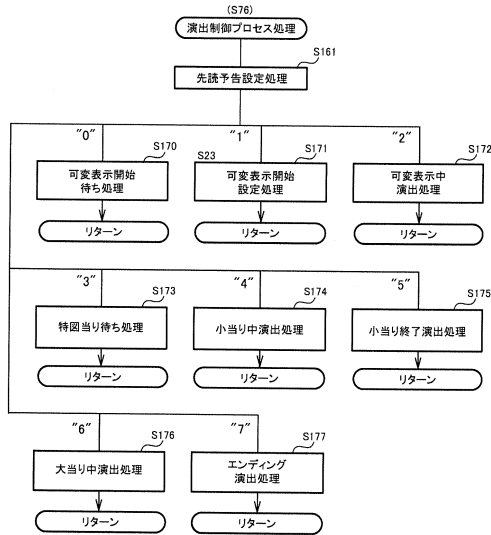 (S76)
演出制御プロセス処理
S161
先読予告設定処理
"0"
"1"
"2"
S170
可変表示開始
待ち処理
リターン
S23
S171
可変表示開始
設定処理
リターン
S172
可変表示中
演出処理
リターン
"3"
"4"
"5"
S173
特図当り待ち処理
リターン
S174
小当り中演出処理
リターン
S175
小当り終了演出処理
リターン
"6"
"7"
S176
大当り中演出処理
リターン
S177
エンディング
演出処理
リターン